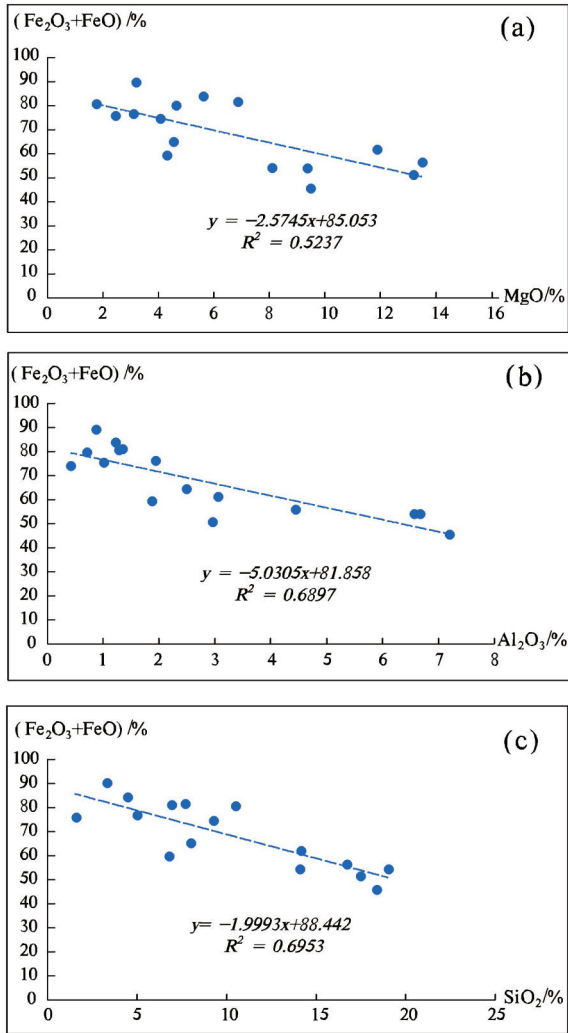 (Fe₂O₃+FeO)/%
(a)
100
90
80
70
60
50
40
30
20
10
0
y = −2.5745x+85.053
R² = 0.5237
0 2 4 6 8 10 12 14 16
MgO/%
(Fe₂O₃+FeO)/%
(b)
100
90
80
70
60
50
40
30
20
10
0
y = −5.0305x+81.858
R² = 0.6897
Al₂O₃/%
0 1 2 3 4 5 6 7 8
(Fe₂O₃+FeO)/%
(c)
100
90
80
70
60
50
40
30
20
10
0
y= −1.9993x+88.442
R² = 0.6953
0 5 10 15 20 25
SiO₂/%